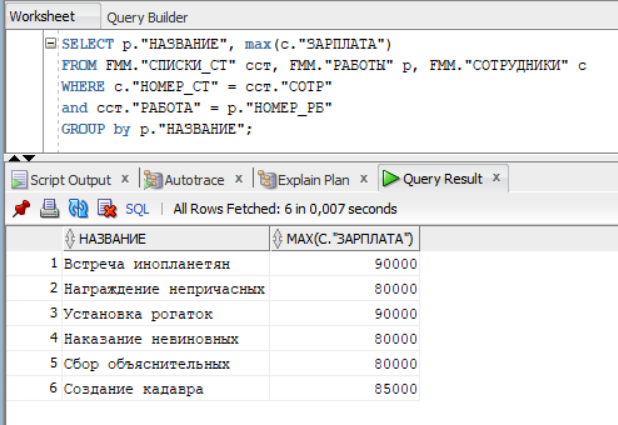 Worksheet Query Builder
SELECT р."НАЗВАНИЕ", max(с."ЗАРПЛАТА")
FROM FMM."СПИСКИ_СТ" сст, FMM."РАБОТЫ" р, FMM."СОТРУДНИКИ" с
WHERE с."НОМЕР_СТ" = сст."СОТР"
and сст."РАБОТА" = р."НОМЕР_РБ"
GROUP by р."НАЗВАНИЕ";
Script Output x Autotrace x Explain Plan x Query Result x
SQL | All Rows Fetched: 6 in 0,007 seconds
НАЗВАНИЕ MAX(С."ЗАРПЛАТА")
1 Встреча инопланетян 90000
2 Награждение непричасных 80000
3 Установка рогаток 90000
4 Наказание невиновных 80000
5 Сбор объяснительных 80000
6 Создание кадавра 85000